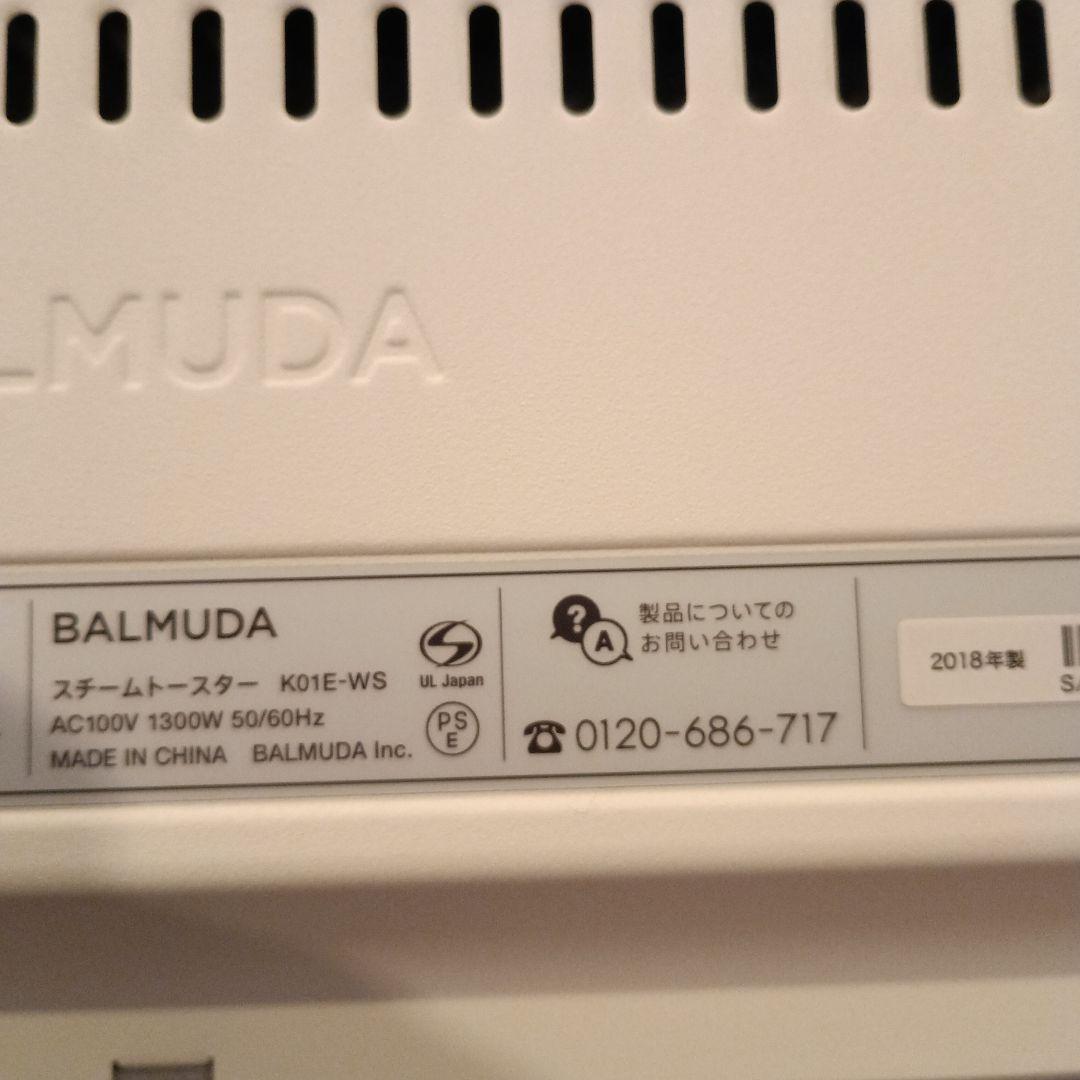 LMUDA
BALMUDA
スチームトースター K01E-WS
AC100V 1300W 50/60Hz
MADE IN CHINA BALMUDA Inc.
UL Japan
PS
E
?
A
製品についての
お問い合わせ
0120-686-717
2018年製